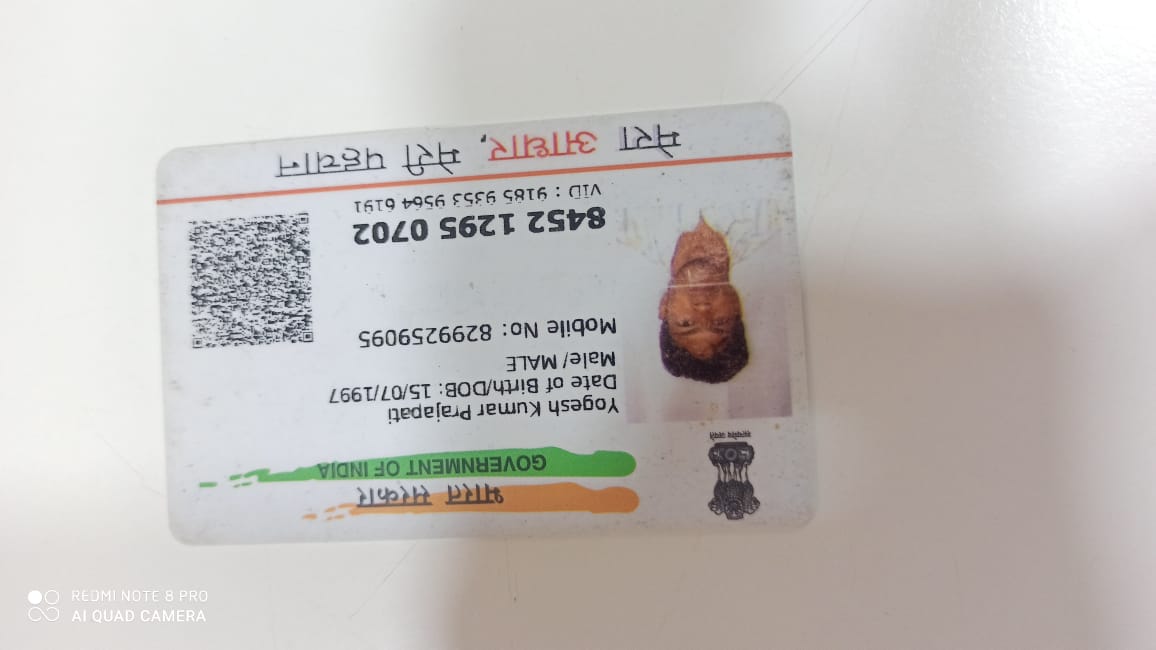 REDMI NOTE 8 PRO
AI QUAD CAMERA
भारत सरकार
GOVERNMENT OF INDIA
सत्यमेव जयते
Yogesh Kumar Prajapati
Date of Birth/DOB: 15/07/1997
Male/ MALE
Mobile No: 8299259095
8452 1295 0702
VID : 9185 9353 9564 6191
मेरा आधार, मेरी पहचान